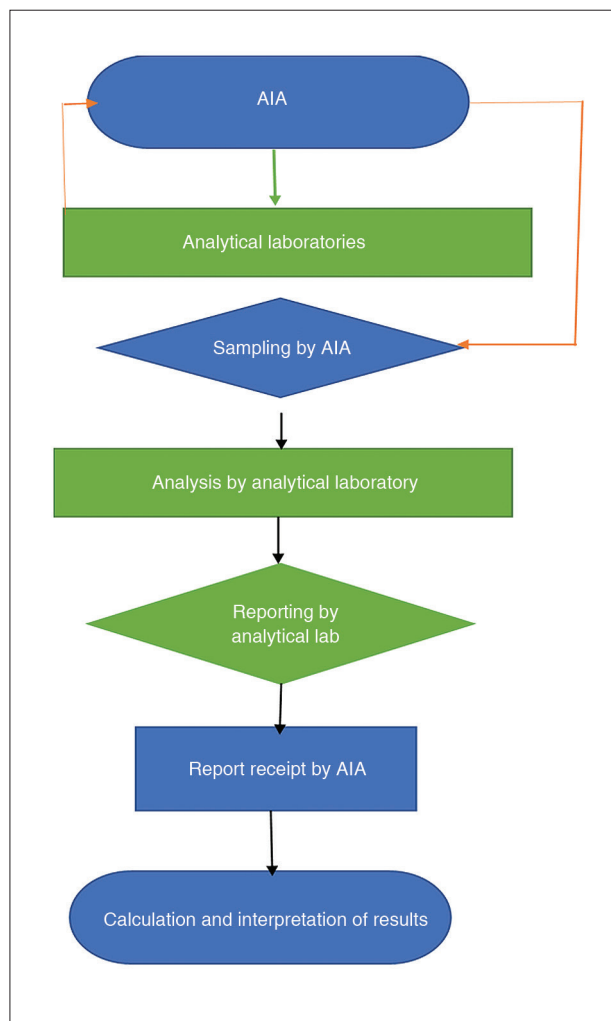 AIA
Analytical laboratories
Sampling by AIA
Analysis by analytical laboratory
Reporting by
analytical lab
Report receipt by AIA
Calculation and interpretation of results